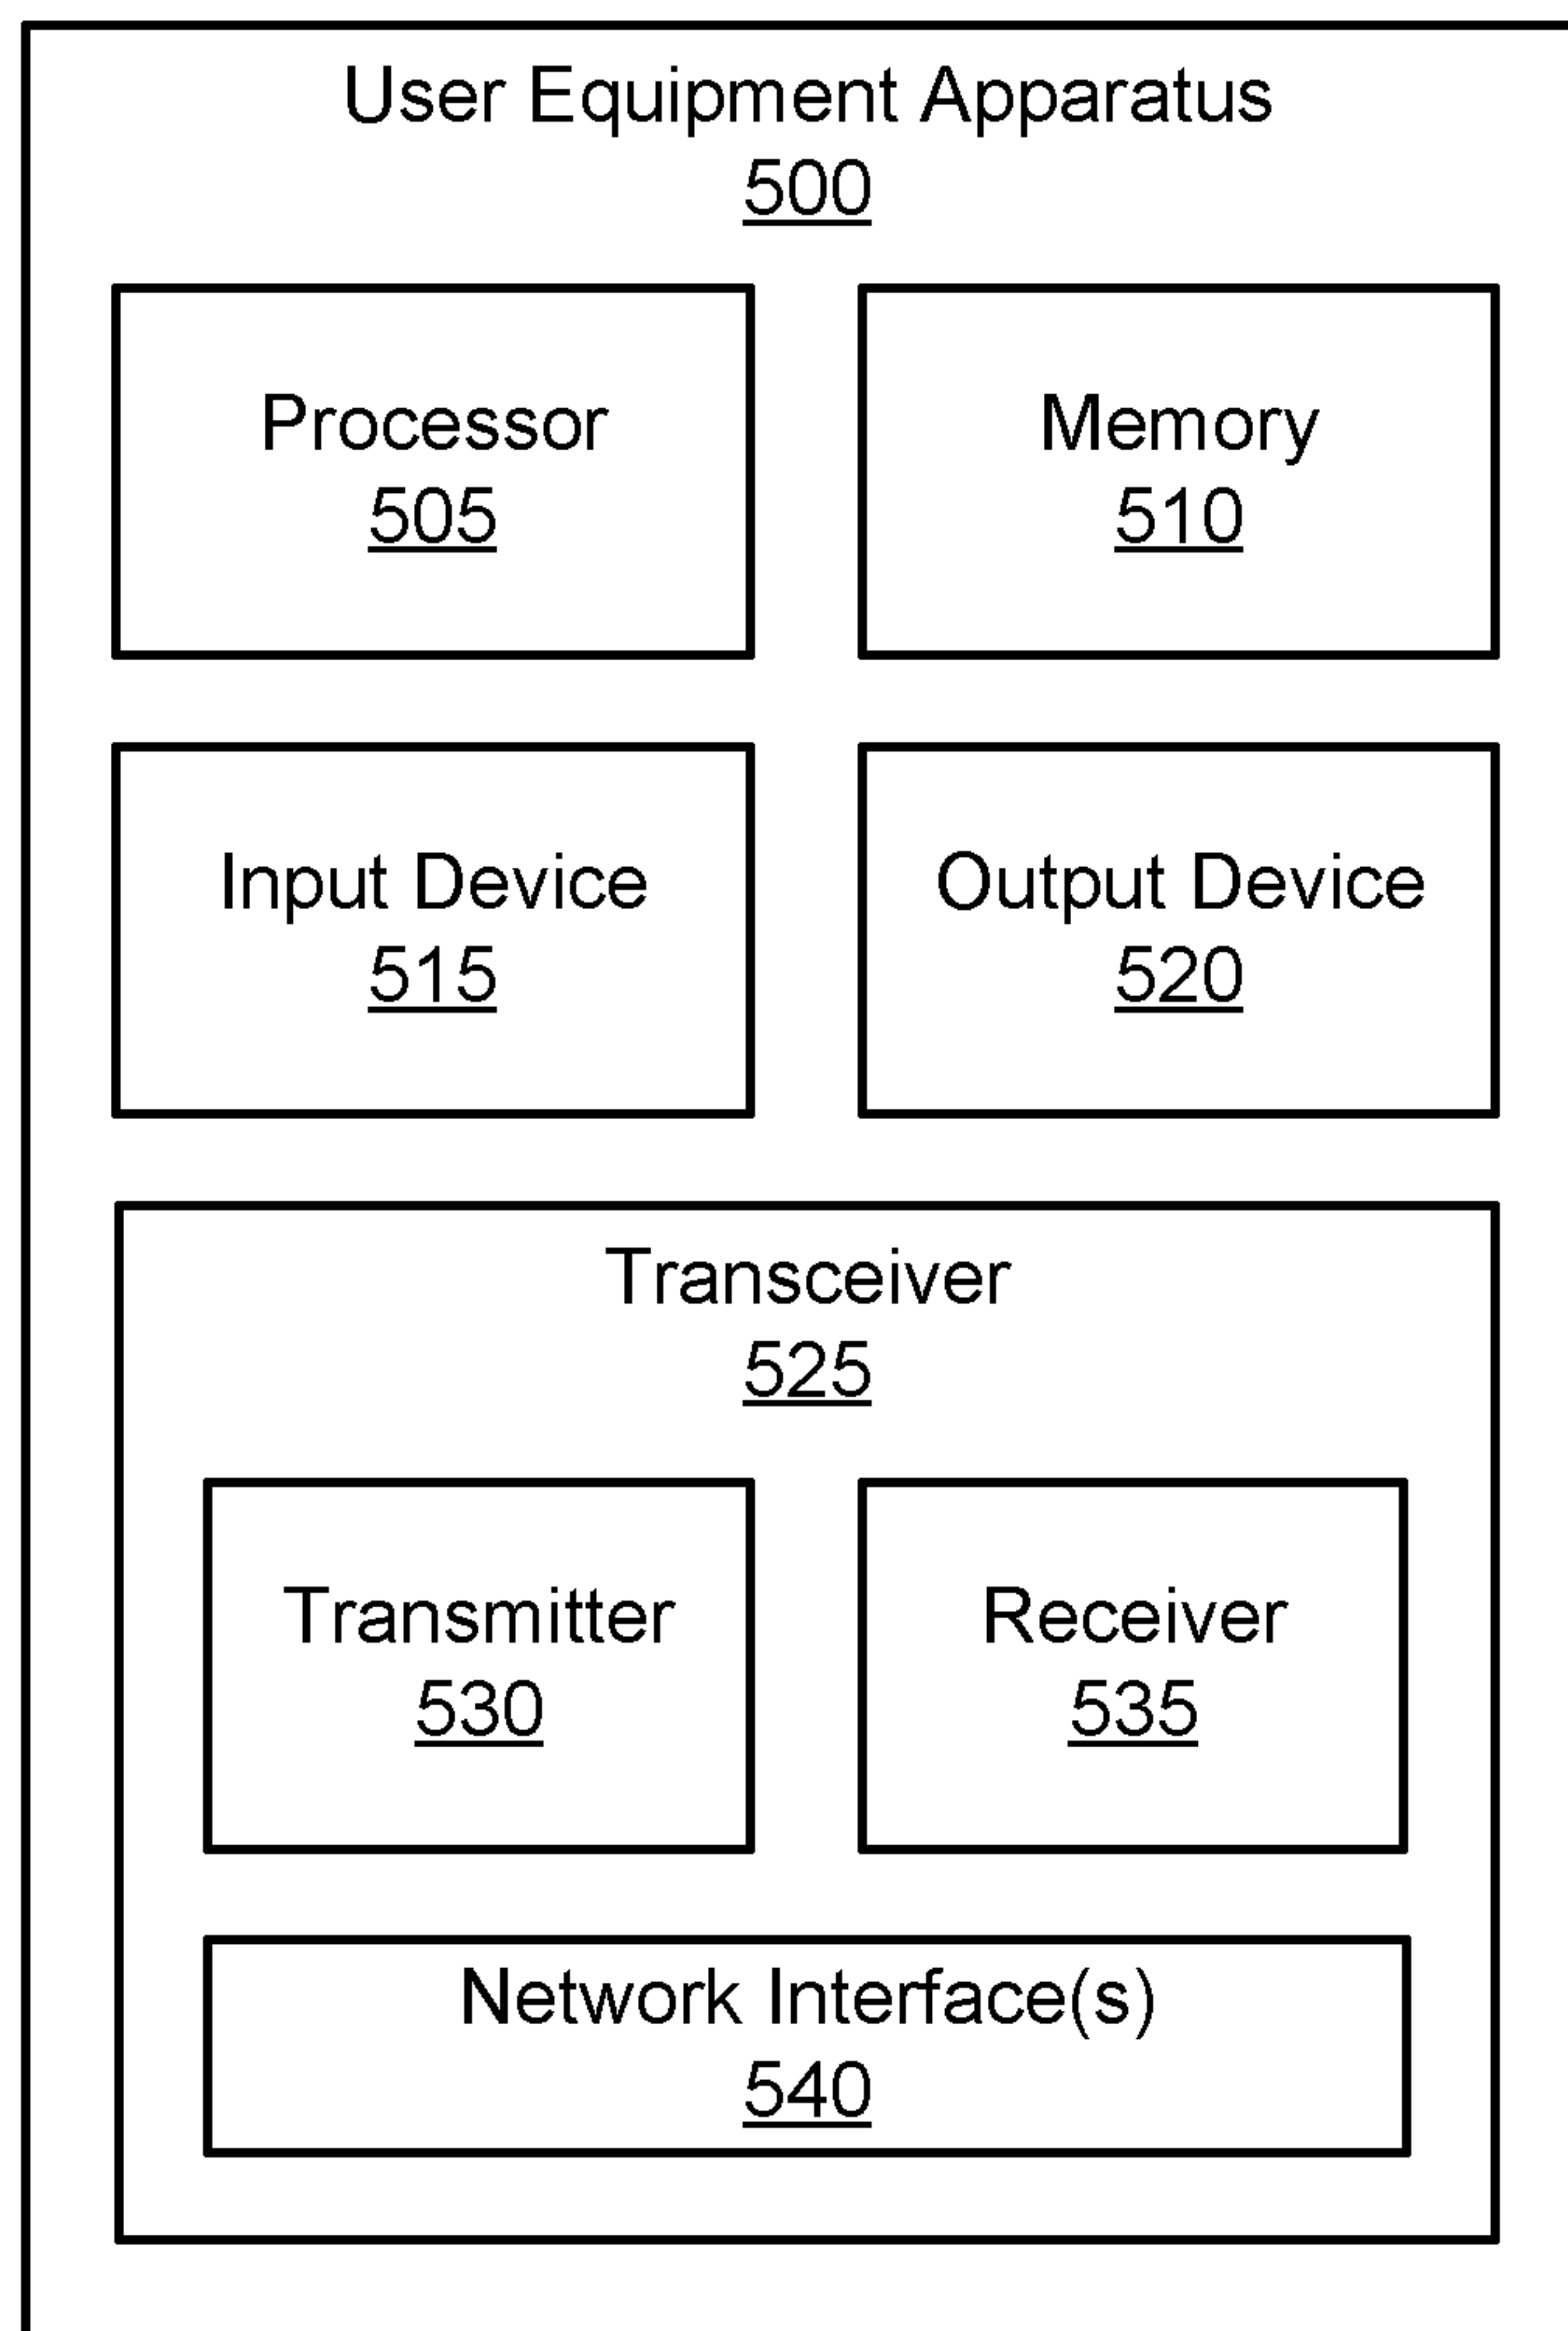 User Equipment Apparatus
500
Processor
505
Memory
510
Input Device
515
Output Device
520
Transceiver
525
Transmitter
530
Receiver
535
Network Interface(s)
540